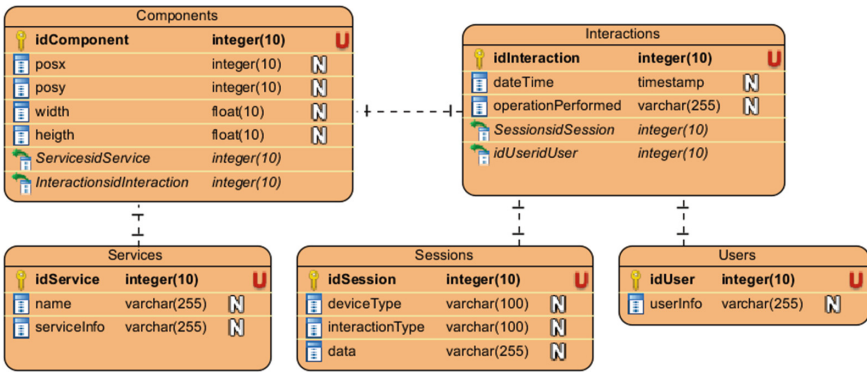 Components
idComponent integer(10) U
posx integer(10) N
posy integer(10) N
width float(10) N
heigth float(10) N
ServicesidService integer(10)
InteractionsidInteraction integer(10)
Interactions
idInteraction integer(10) U
dateTime timestamp N
operationPerformed varchar(255) N
SessionsidSession integer(10)
idUseridUser integer(10)
Services
idService integer(10) U
name varchar(255) N
serviceInfo varchar(255) N
Sessions
idSession integer(10) U
deviceType varchar(100) N
interactionType varchar(100) N
data varchar(255) N
Users
idUser integer(10) U
userInfo varchar(255) N